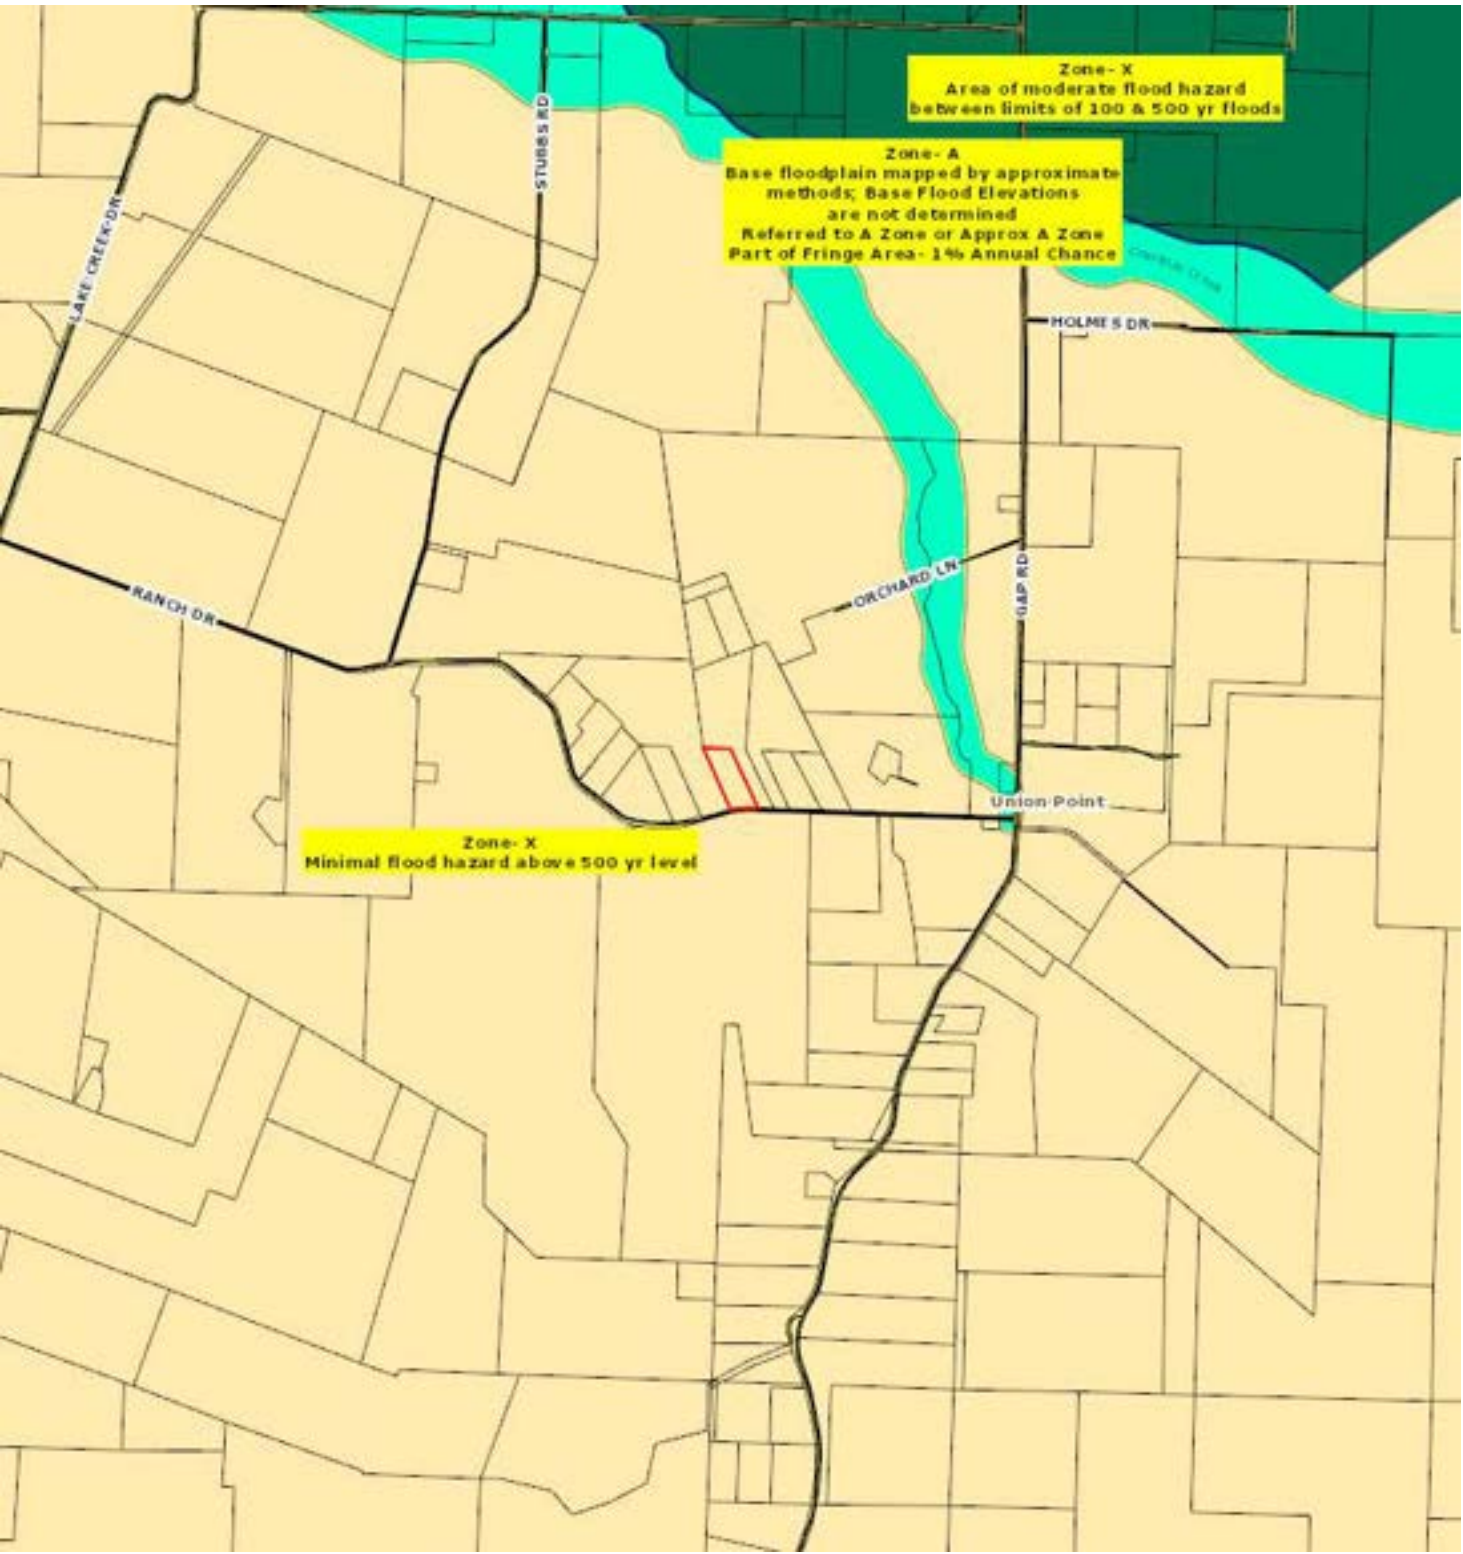 Zone- X
Area of moderate flood hazard
between limits of 100 & 500 yr floods
STUBBS RD
Zone- A
Base floodplain mapped by approximate
methods; Base Flood Elevations
are not determined
Referred to A Zone or Approx A Zone
Part of Fringe Area- 1% Annual Chance
LAKE CREEK DR
HOLMES DR
ORCHARD LN
GAP RD
RANCH DR
Union Point
Zone- X
Minimal flood hazard above 500 yr level